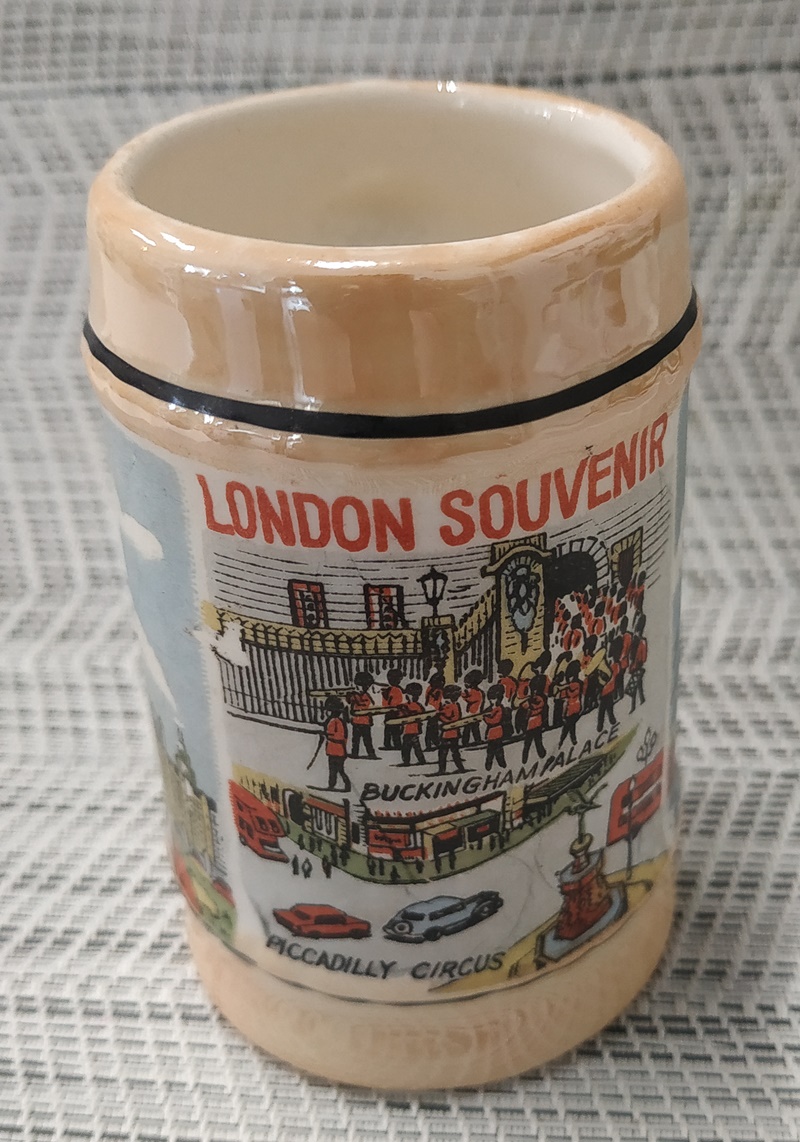 LONDON SOUVENIR
BUCKINGHAM PALACE
PICCADILLY CIRCUS